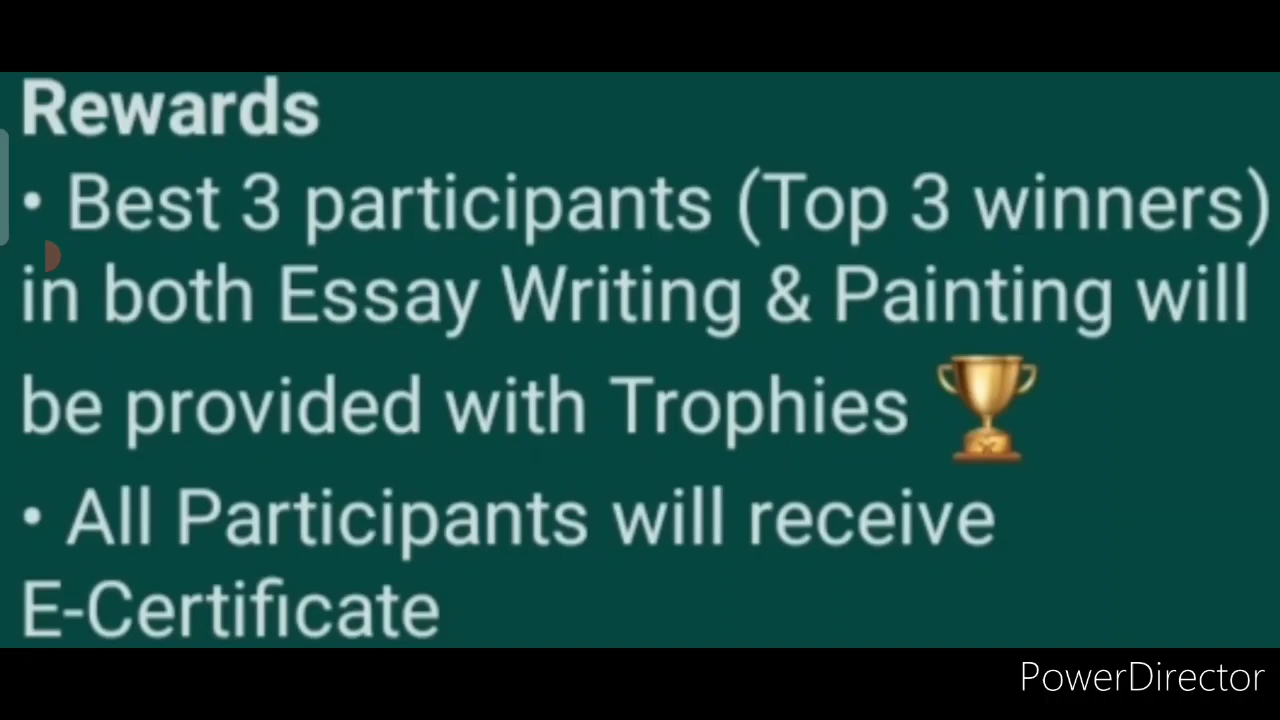 Rewards
• Best 3 participants (Top 3 winners)
in both Essay Writing & Painting will
be provided with Trophies 🏆
• All Participants will receive
E-Certificate
PowerDirector